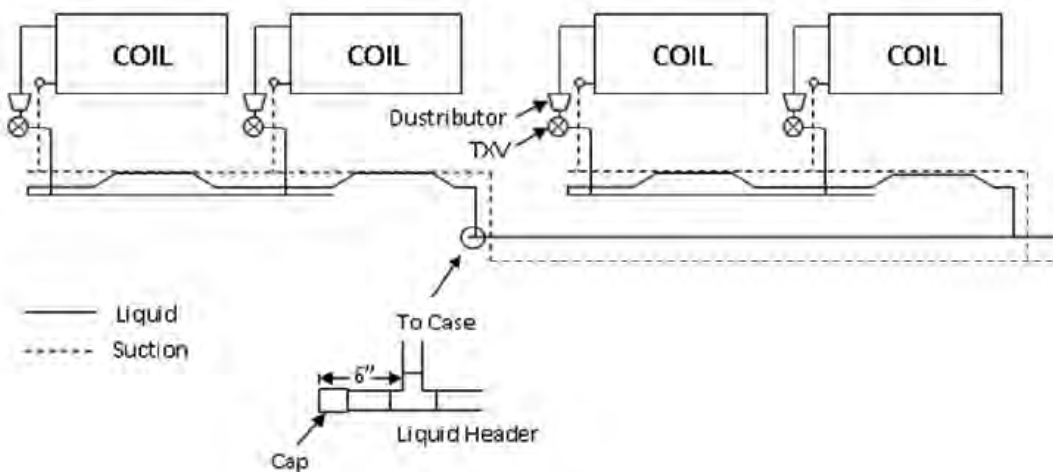 COIL
COIL
COIL
COIL
Dustributor
TXV
Liquid
Suction
To Case
6"
Liquid Header
Cap